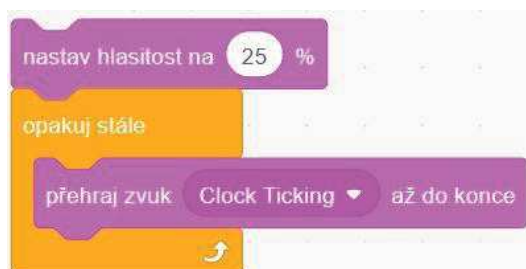 nastav hlasitost na 25 %
opakuj stále
přehraj zvuk Clock Ticking až do konce